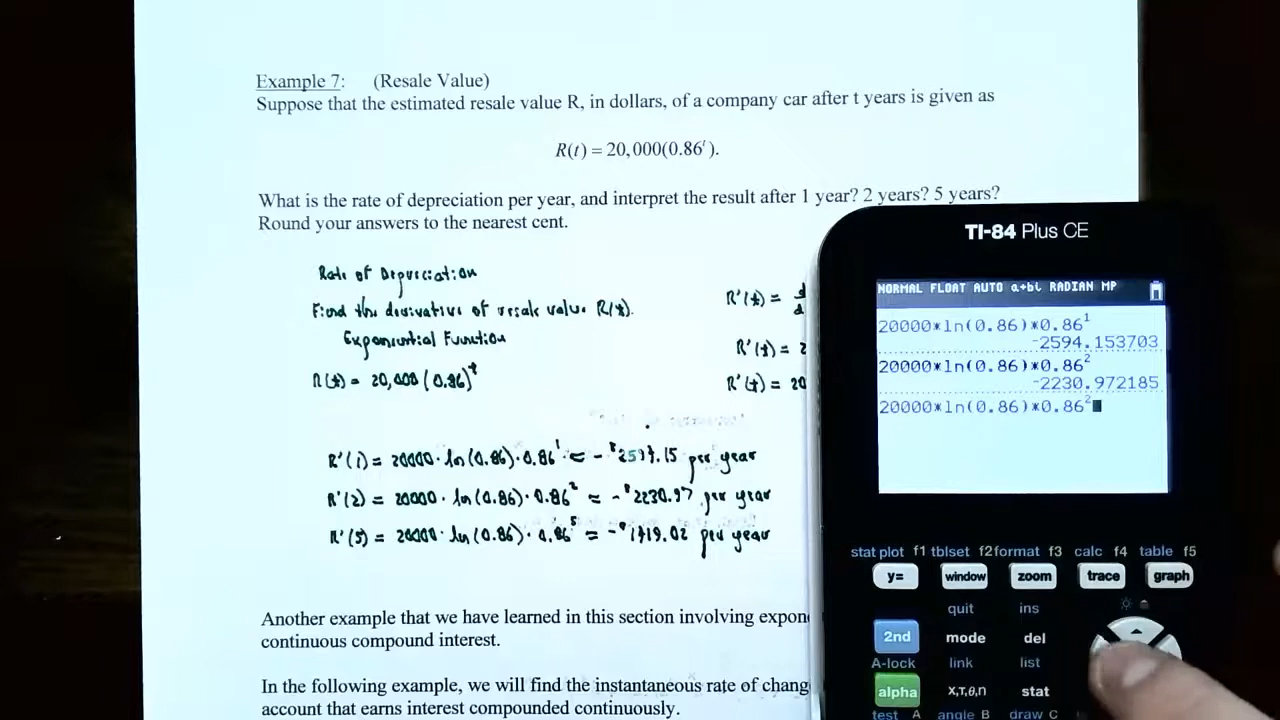 Example 7: (Resale Value)
Suppose that the estimated resale value R, in dollars, of a company car after t years is given as
R(t) = 20,000(0.86^t).
What is the rate of depreciation per year, and interpret the result after 1 year? 2 years? 5 years?
Round your answers to the nearest cent.
Rate of Depreciation
Find the derivative of resale value R(t).
Exponential Function
R(t) = 20,000 (0.86)^t
R'(t) = d
d
R'(t) = 2
R'(t) = 20
R'(1) = 20000 · ln(0.86) · 0.86^1 ≈ -$2594.15 per year
R'(2) = 20000 · ln(0.86) · 0.86^2 ≈ -$2230.97 per year
R'(5) = 20000 · ln(0.86) · 0.86^5 ≈ -$1419.02 per year
Another example that we have learned in this section involving expon
continuous compound interest.
In the following example, we will find the instantaneous rate of chang
account that earns interest compounded continuously.
TI-84 Plus CE
NORMAL FLOAT AUTO a+bi RADIAN MP
20000*ln(0.86)*0.86^1
-2594.153703
20000*ln(0.86)*0.86^2
-2230.972185
20000*ln(0.86)*0.86^2
stat plot f1 tblset f2 format f3 calc f4 table f5
y= window zoom trace graph
quit ins
2nd mode del
A-lock link list
alpha X,T,θ,n stat
test A angle B draw C